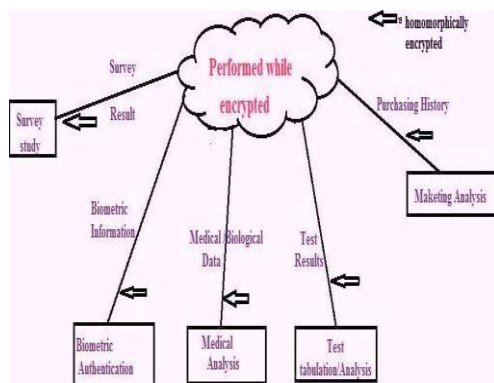 s homomorphically
encrypted
Performed while
encrypted
Survey
Result
Survey
study
Purchasing History
Maketing Analysis
Biometric
Information
Medical/Biological
Data
Test
Results
Biometric
Authentication
Medical
Analysis
Test
tabulation/Analysis